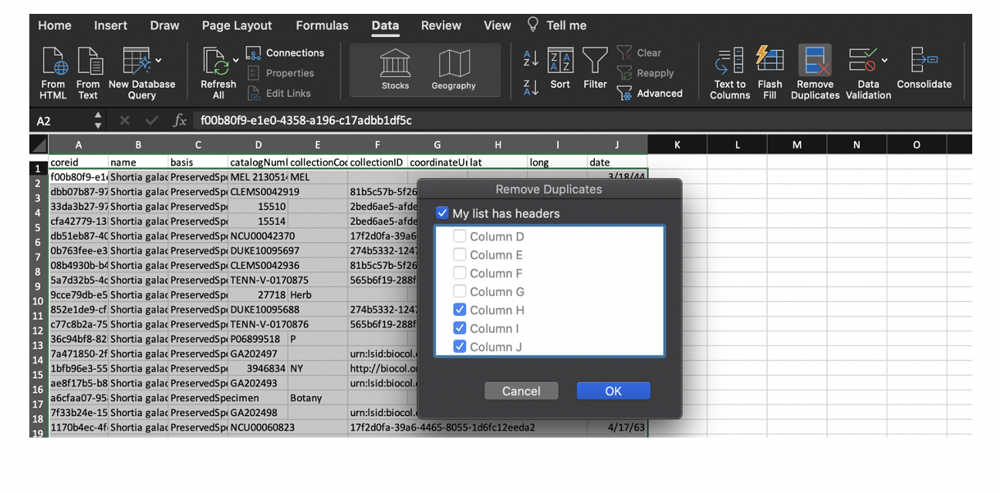 Home Insert Draw Page Layout Formulas Data Review View Tell me
From HTML From Text New Database Query Refresh All Connections Properties Edit Links Stocks Geography Sort Filter Clear Reapply Advanced Text to Columns Flash Fill Remove Duplicates Data Validation Consolidate
A2 fx f00b80f9-e1e0-4358-a196-c17adbb1df5c
A B C D E F G H I J K L M N O
1 coreid name basis catalogNuml collectionCoc collectionID coordinateUi lat long date
2 f00b80f9-e1 Shortia galac PreservedSp MEL 213051 MEL 3/18/44
3 dbb07b87-97 Shortia galac PreservedSp CLEMS0042919 81b5c57b-5f26
4 33da3b27-97 Shortia galac PreservedSp 15510 2bed6ae5-afde
5 cfa42779-13 Shortia galac PreservedSp 15514 2bed6ae5-afde
6 db51eb87-40 Shortia galac PreservedSp NCU00042370 17f2d0fa-39a6
7 0b763fee-e3 Shortia galac PreservedSp DUKE10095697 274b5332-1247
8 08b4930b-b4 Shortia galac PreservedSp CLEMS0042936 81b5c57b-5f26
9 5a7d32b5-4c Shortia galac PreservedSp TENN-V-0170875 565b6f19-288f
10 9cce79db-e5 Shortia galac PreservedSp 27718 Herb
11 852e1de9-cf Shortia galac PreservedSp DUKE10095688 274b5332-1247
12 c77c8b2a-75 Shortia galac PreservedSp TENN-V-0170876 565b6f19-288f
13 36c94bf8-82 Shortia galac PreservedSp P06899518 P
14 7a471850-2f Shortia galac PreservedSp GA202497 urn:lsid:biocol.
15 1bfb96e3-55 Shortia galac PreservedSp 3946834 NY http://biocol.o
16 ae8f17b5-b8 Shortia galac PreservedSp GA202493 urn:lsid:biocol.
17 a6cfaa07-95 Shortia galac PreservedSpecimen Botany
18 7f33b24e-15 Shortia galac PreservedSp GA202498 urn:lsid:biocol.
19 1170b4ec-4f Shortia galac PreservedSp NCU00060823 17f2d0fa-39a6-4465-8055-1d6fc12eeda2 4/17/63
Remove Duplicates
My list has headers
Column D
Column E
Column F
Column G
Column H
Column I
Column J
Cancel OK